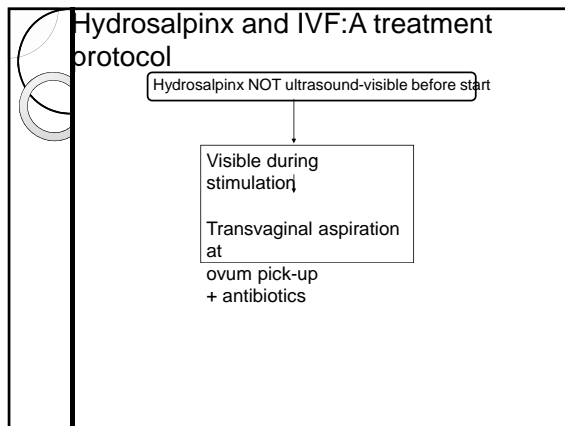 Hydrosalpinx and IVF:A treatment
protocol
Hydrosalpinx NOT ultrasound-visible before start
Visible during
stimulation
Transvaginal aspiration
at
ovum pick-up
+ antibiotics